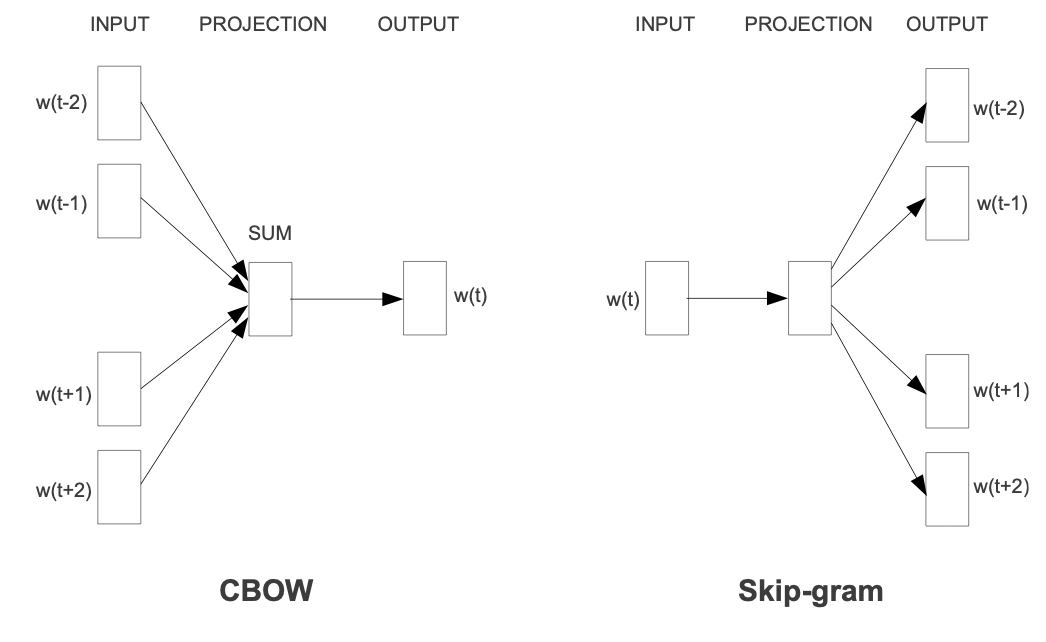 INPUT PROJECTION OUTPUT
w(t-2)
w(t-1)
SUM
w(t)
w(t+1)
w(t+2)
CBOW
INPUT PROJECTION OUTPUT
w(t-2)
w(t-1)
w(t)
w(t+1)
w(t+2)
Skip-gram